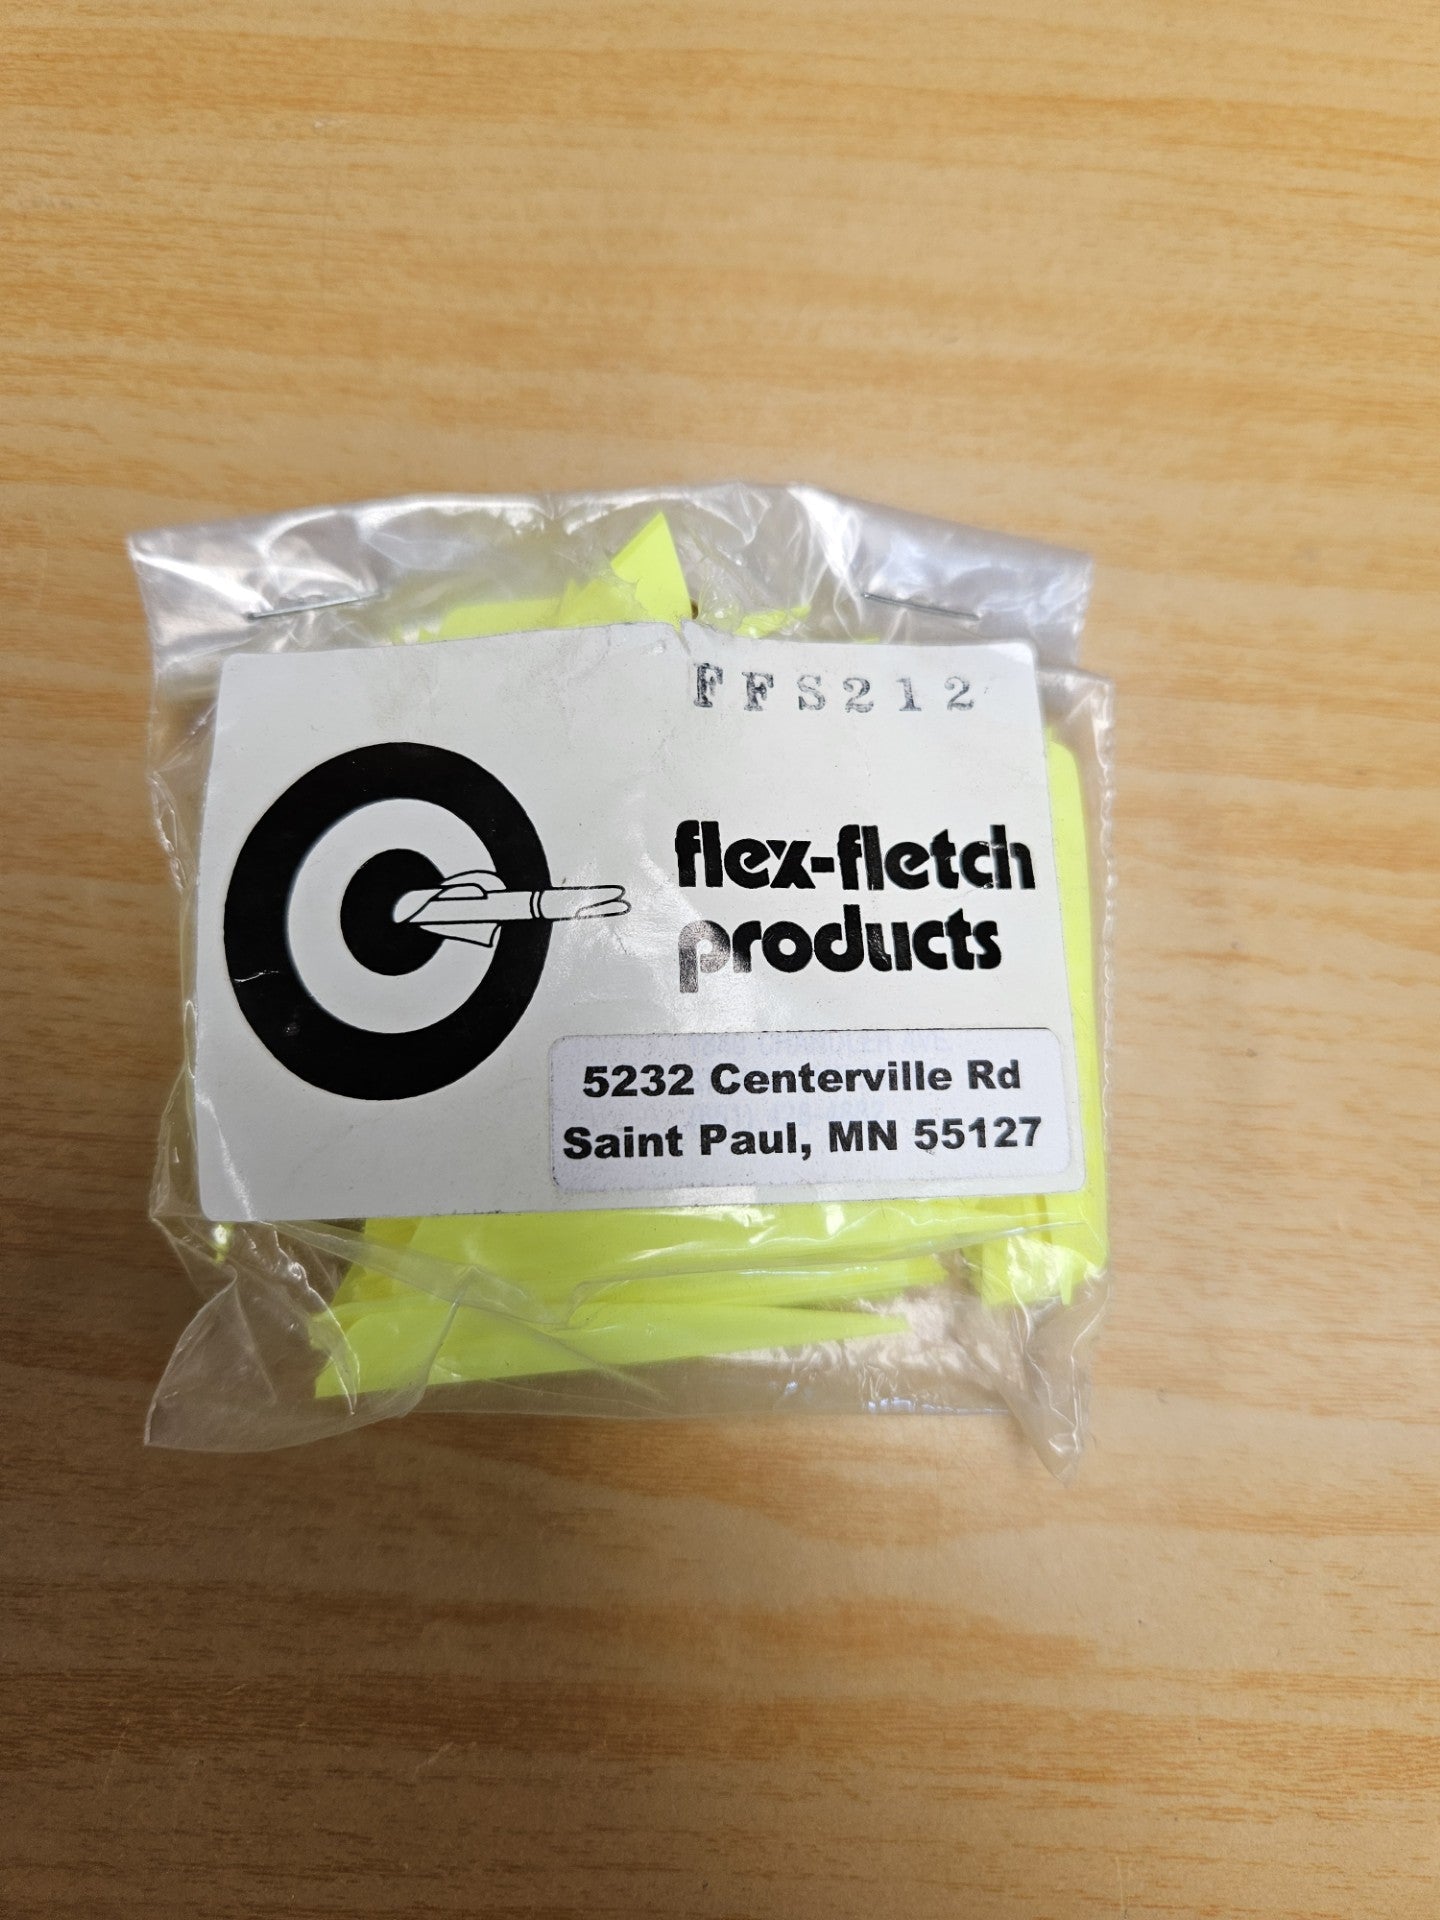 FFS212
flex-fletch
products
5232 Centerville Rd
Saint Paul, MN 55127